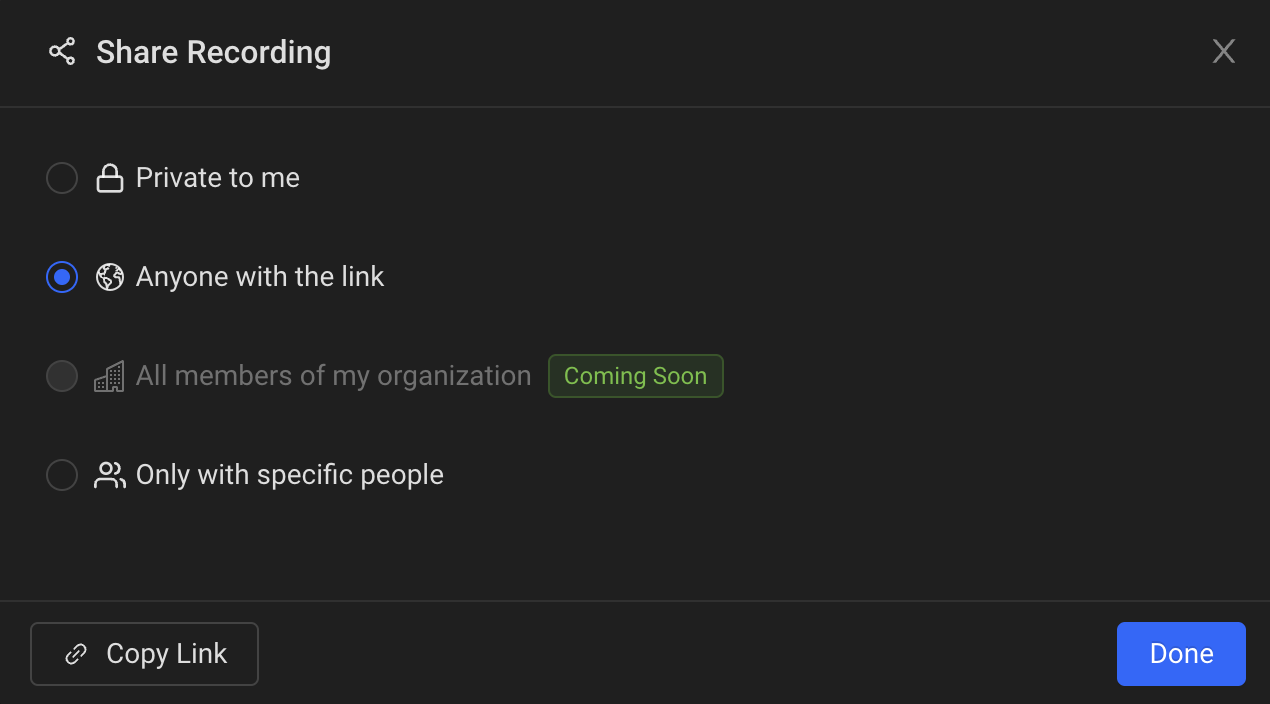 Share Recording
Private to me
Anyone with the link
All members of my organization Coming Soon
Only with specific people
Copy Link
Done